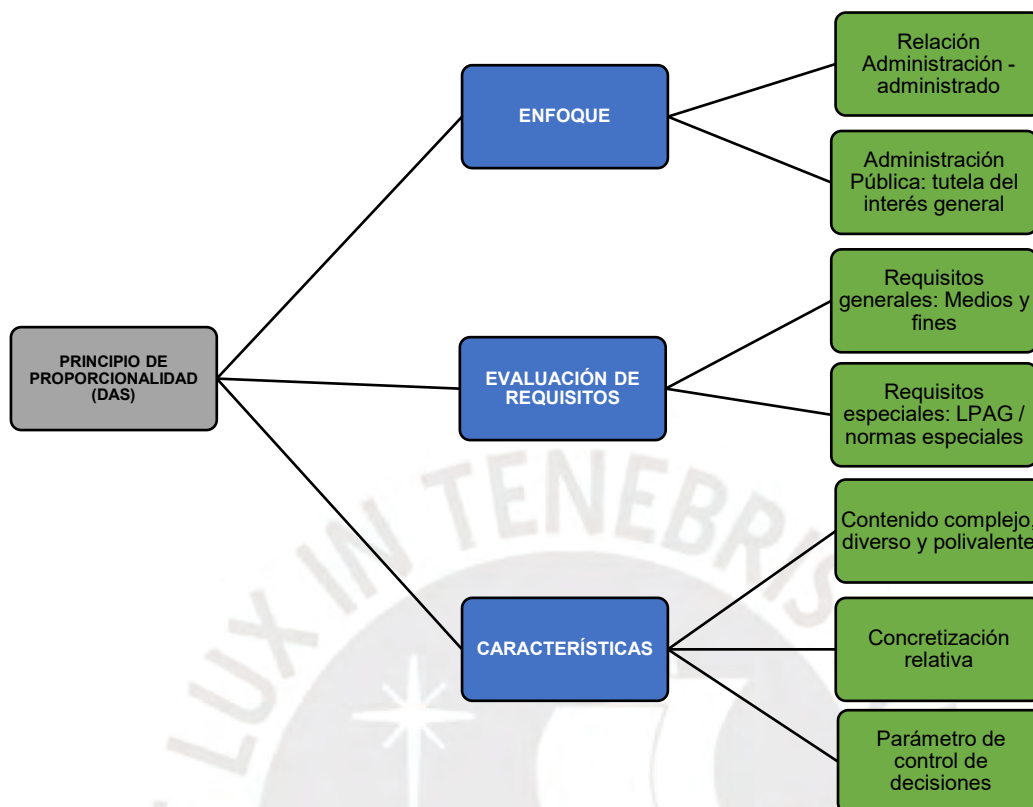 Relación
Administración -
administrado
ENFOQUE
Administración
Pública: tutela del
interés general
Requisitos
generales: Medios y
fines
PRINCIPIO DE
PROPORCIONALIDAD
(DAS)
EVALUACIÓN DE
REQUISITOS
Requisitos
especiales: LPAG /
normas especiales
Contenido complejo,
diverso y polivalente
CARACTERÍSTICAS
Concretización
relativa
Parámetro de
control de
decisiones
LUX IN TENEBRIS